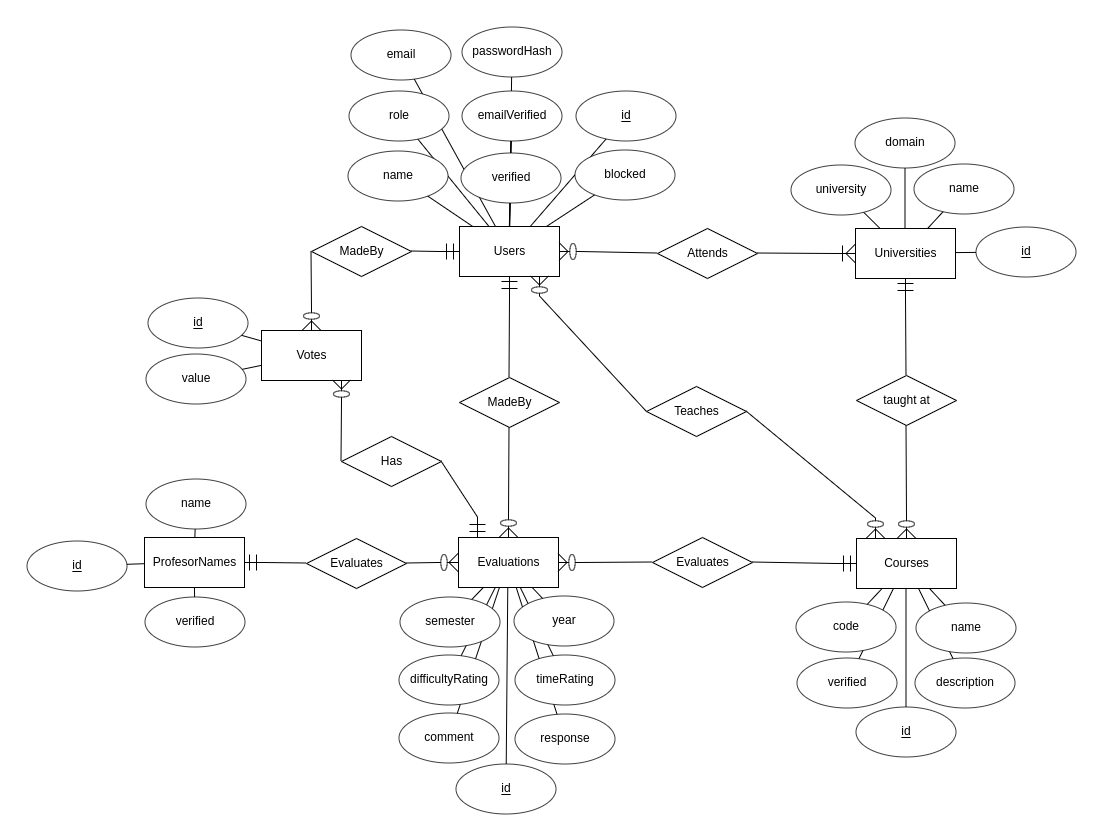 email
passwordHash
role
emailVerified
id
name
verified
blocked
domain
university
name
id
MadeBy
Users
Attends
Universities
id
value
Votes
MadeBy
Teaches
taught at
Has
name
id
ProfesorNames
verified
Evaluates
Evaluations
Evaluates
Courses
semester
year
difficultyRating
timeRating
comment
response
id
code
name
verified
description
id